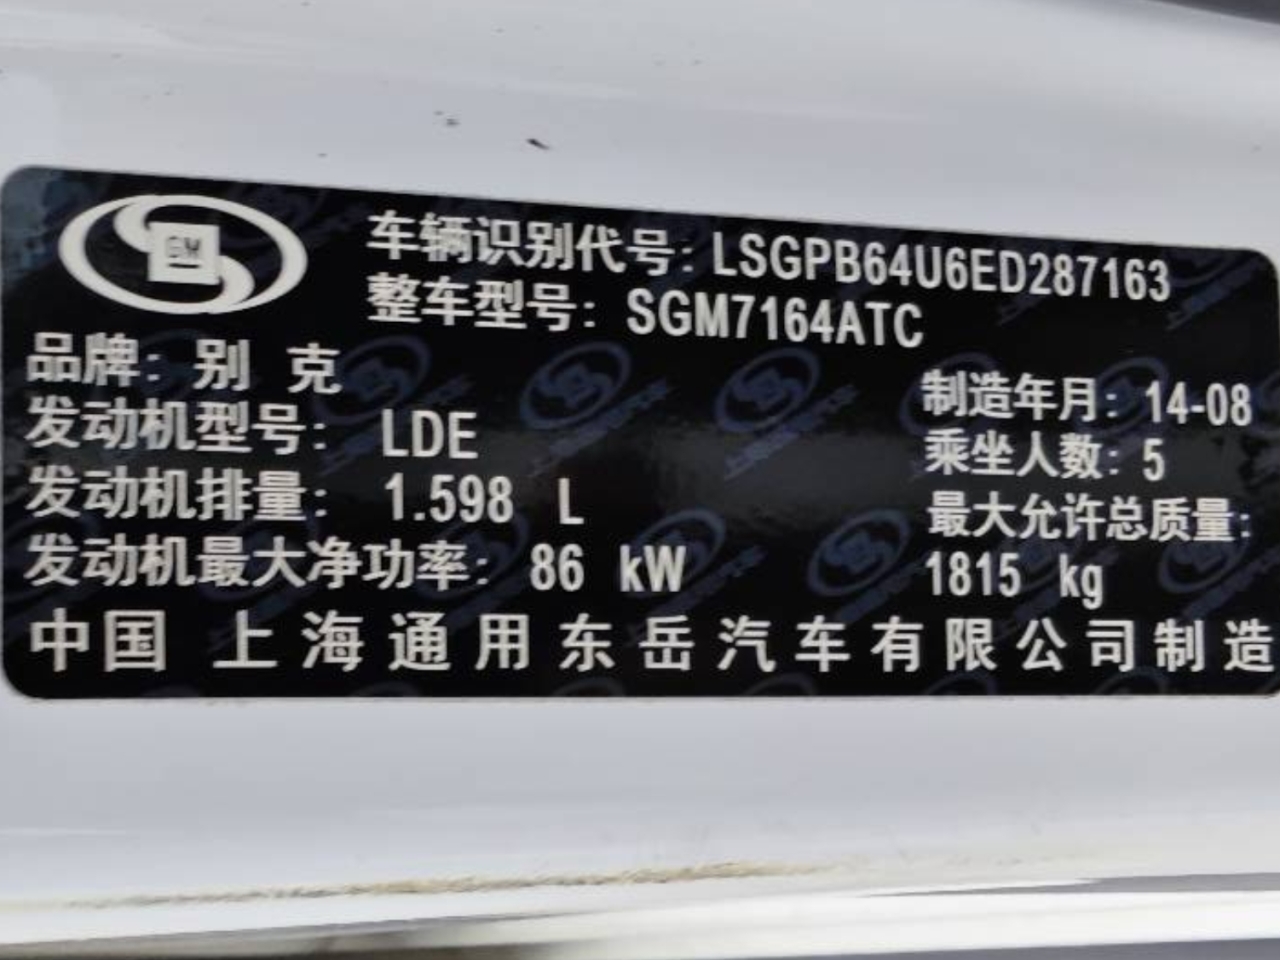 GM
车辆识别代号: LSGPB64U6ED287163
整车型号: SGM7164ATC
品牌: 别 克
发动机型号: LDE
制造年月: 14-08
发动机排量: 1.598 L
乘坐人数: 5
发动机最大净功率: 86 kW
最大允许总质量:
1815 kg
中国 上海通用东岳汽车有限公司制造